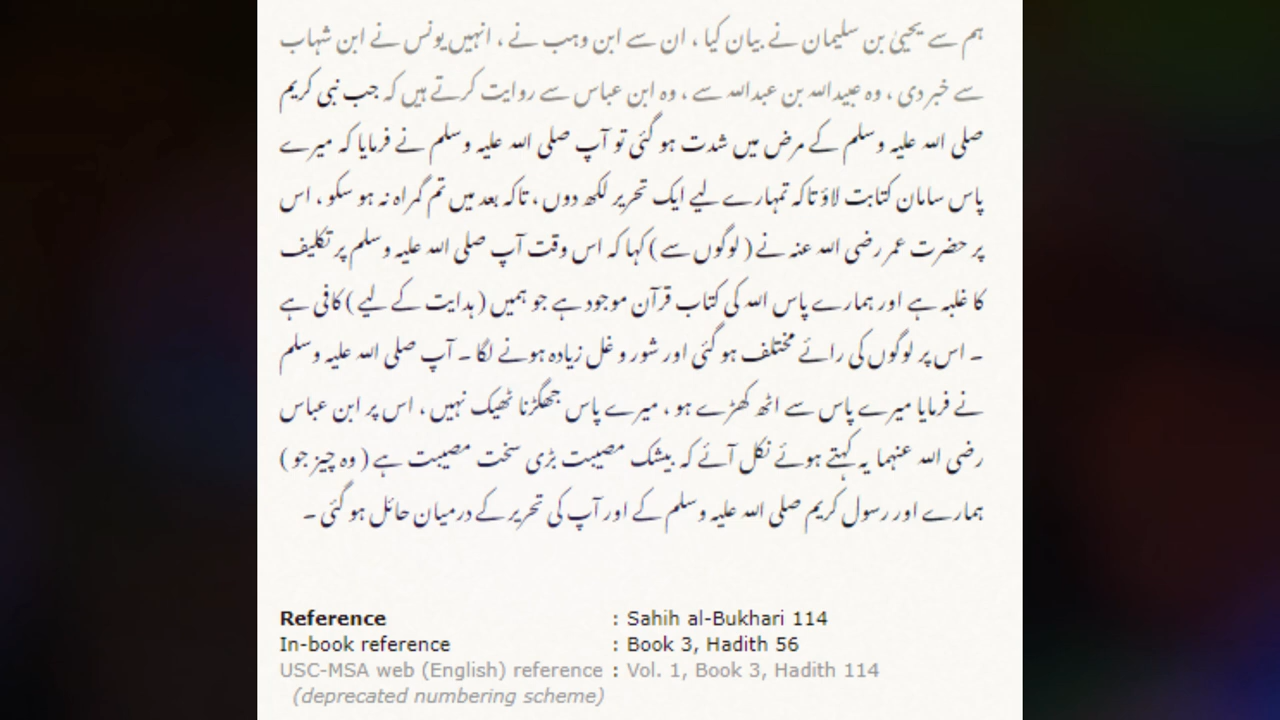 ہم سے یحییٰ بن سلیمان نے بیان کیا ، ان سے ابن وہب نے ، انہیں یونس نے ابن شہاب
سے خبر دی ، وہ عبیداللہ بن عبداللہ سے ، وہ ابن عباس سے روایت کرتے ہیں کہ جب نبی کریم
صلی اللہ علیہ وسلم کے مرض میں شدت ہو گئی تو آپ صلی اللہ علیہ وسلم نے فرمایا کہ میرے
پاس سامان کتابت لاؤ تاکہ تمہارے لیے ایک تحریر لکھ دوں ، تاکہ بعد میں تم گمراہ نہ ہو سکو ، اس
پر حضرت عمر رضی اللہ عنہ نے ( لوگوں سے ) کہا کہ اس وقت آپ صلی اللہ علیہ وسلم پر تکلیف
کا غلبہ ہے اور ہمارے پاس اللہ کی کتاب قرآن موجود ہے جو ہمیں ( ہدایت کے لیے ) کافی ہے
۔ اس پر لوگوں کی رائے مختلف ہو گئی اور شور و غل زیادہ ہونے لگا ۔ آپ صلی اللہ علیہ وسلم
نے فرمایا میرے پاس سے اٹھ کھڑے ہو ، میرے پاس جھگڑنا ٹھیک نہیں ، اس پر ابن عباس
رضی اللہ عنہما یہ کہتے ہوئے نکل آئے کہ بیشک مصیبت بڑی سخت مصیبت ہے ( وہ چیز جو )
ہمارے اور رسول کریم صلی اللہ علیہ وسلم کے اور آپ کی تحریر کے درمیان حائل ہو گئی ۔
Reference : Sahih al-Bukhari 114
In-book reference : Book 3, Hadith 56
USC-MSA web (English) reference : Vol. 1, Book 3, Hadith 114
(deprecated numbering scheme)